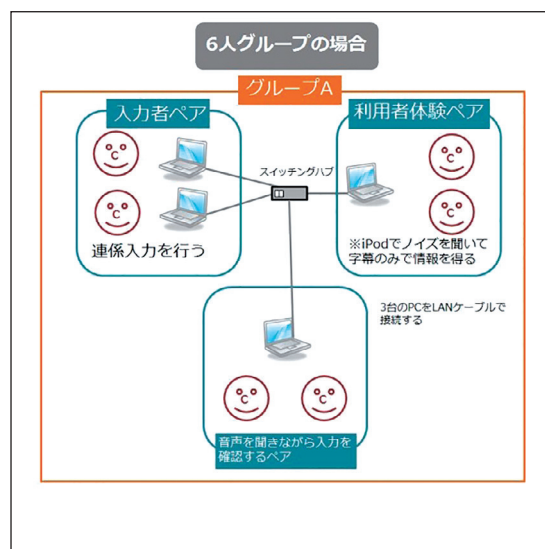 6人グループの場合
グループA
入力者ペア
利用者体験ペア
スイッチングハブ
連係入力を行う
※iPodでノイズを聞いて
字幕のみで情報を得る
3台のPCをLANケーブルで
接続する
音声を聞きながら入力を
確認するペア